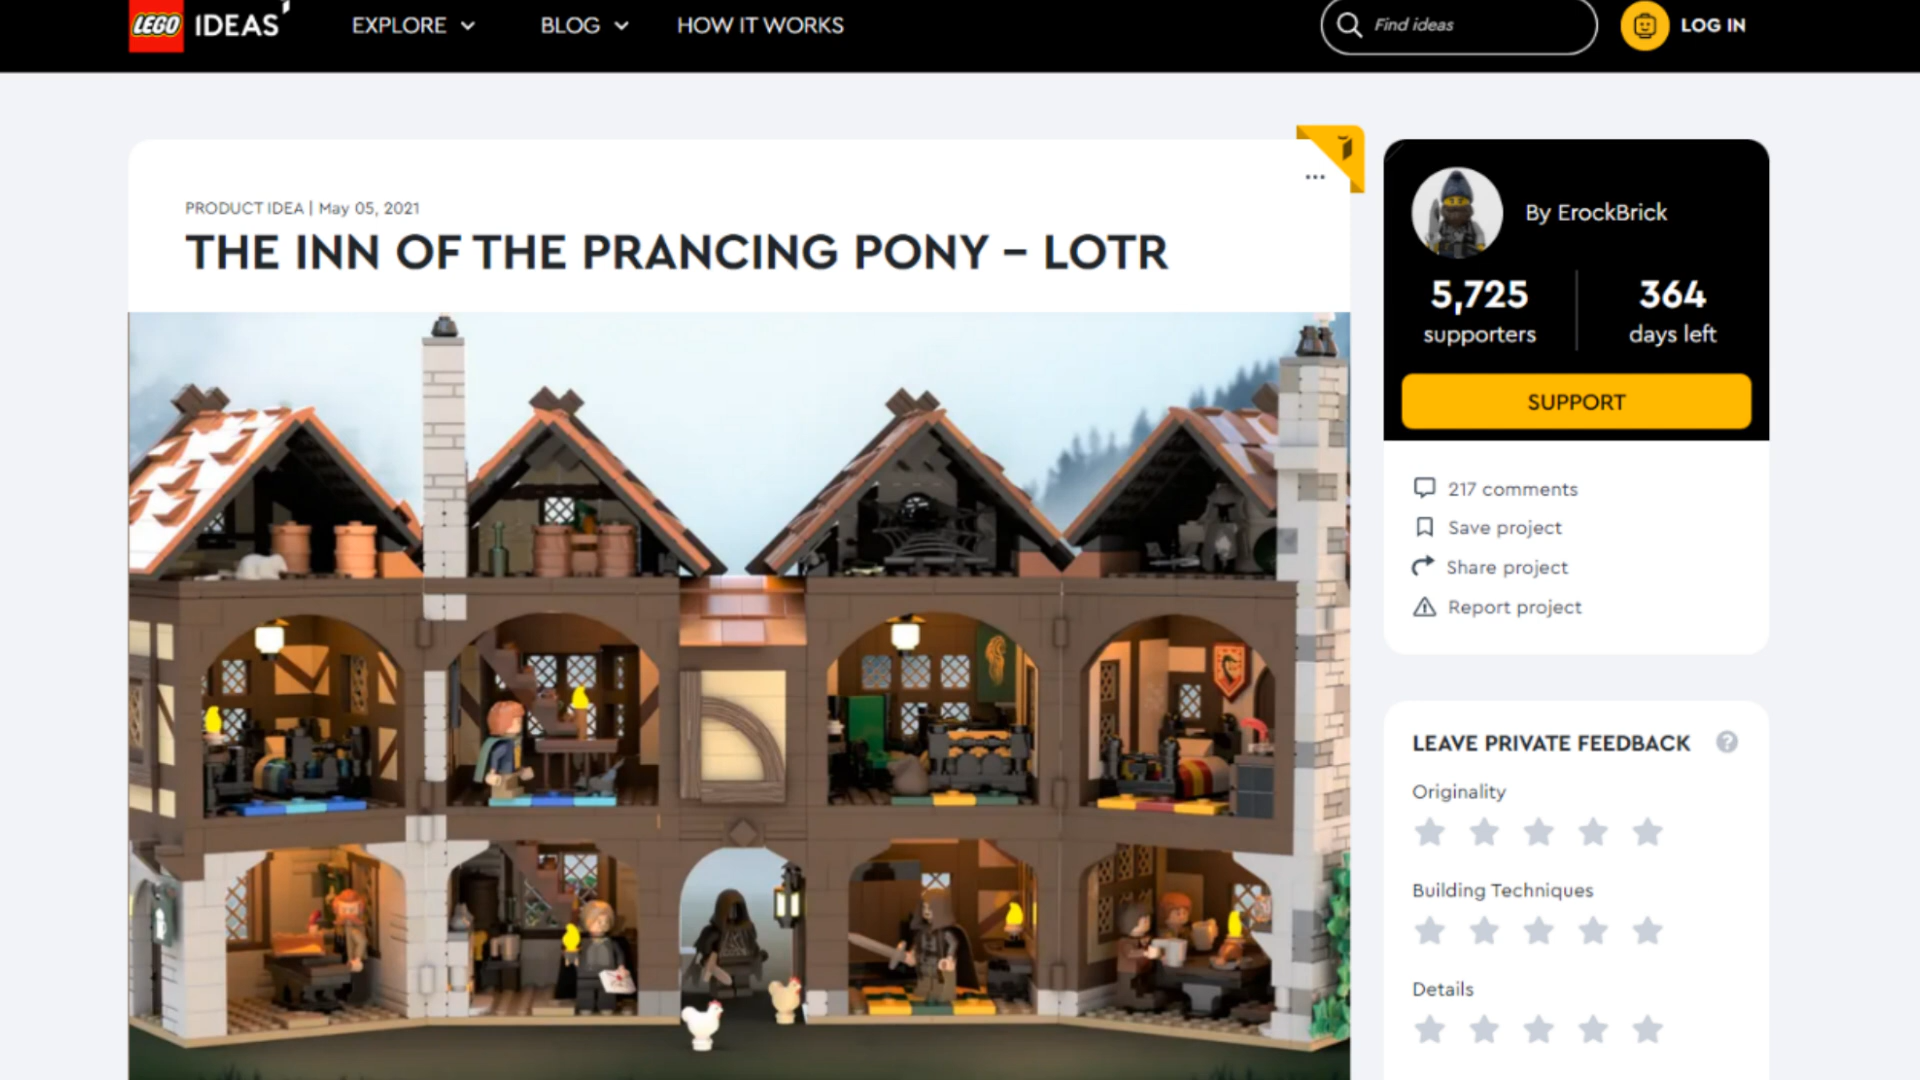 LEGO IDEAS EXPLORE BLOG HOW IT WORKS Find ideas LOG IN
PRODUCT IDEA | May 05, 2021
THE INN OF THE PRANCING PONY – LOTR
By ErockBrick
5,725 364
supporters days left
SUPPORT
217 comments
Save project
Share project
Report project
LEAVE PRIVATE FEEDBACK ?
Originality
Building Techniques
Details